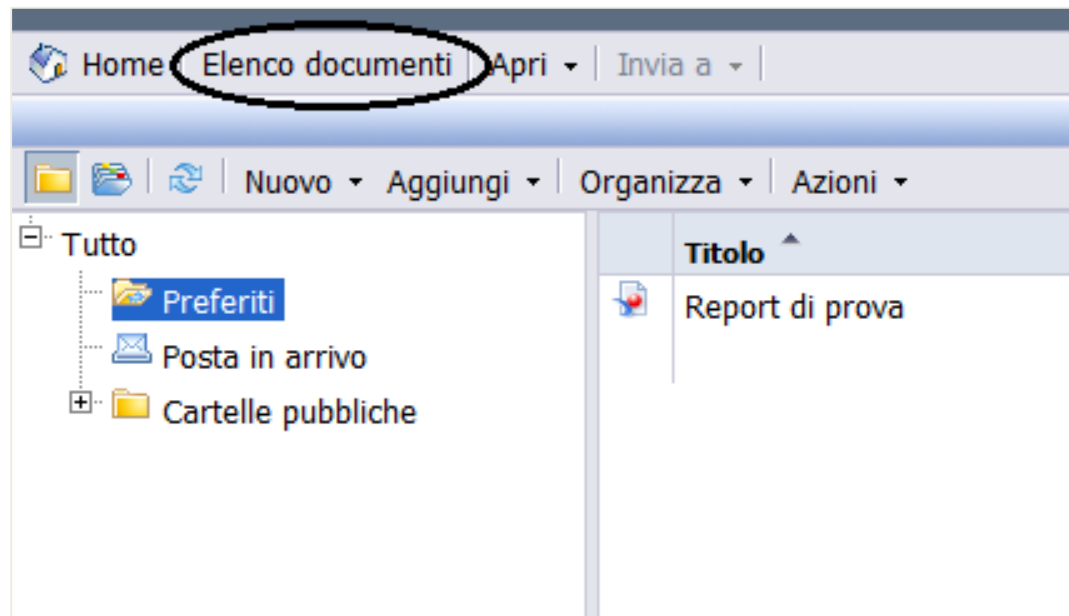 Home Elenco documenti Apri Invia a
Nuovo Aggiungi Organizza Azioni
Tutto
Titolo
Preferiti
Report di prova
Posta in arrivo
Cartelle pubbliche